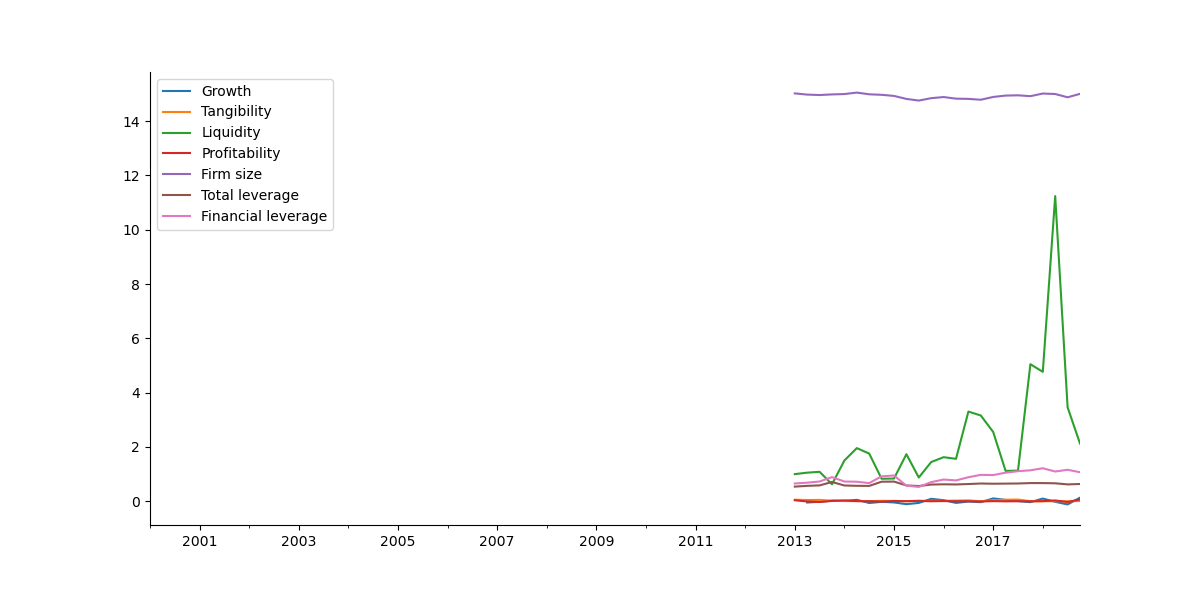 Growth
Tangibility
Liquidity
Profitability
Firm size
Total leverage
Financial leverage
14
12
10
8
6
4
2
0
2001 2003 2005 2007 2009 2011 2013 2015 2017